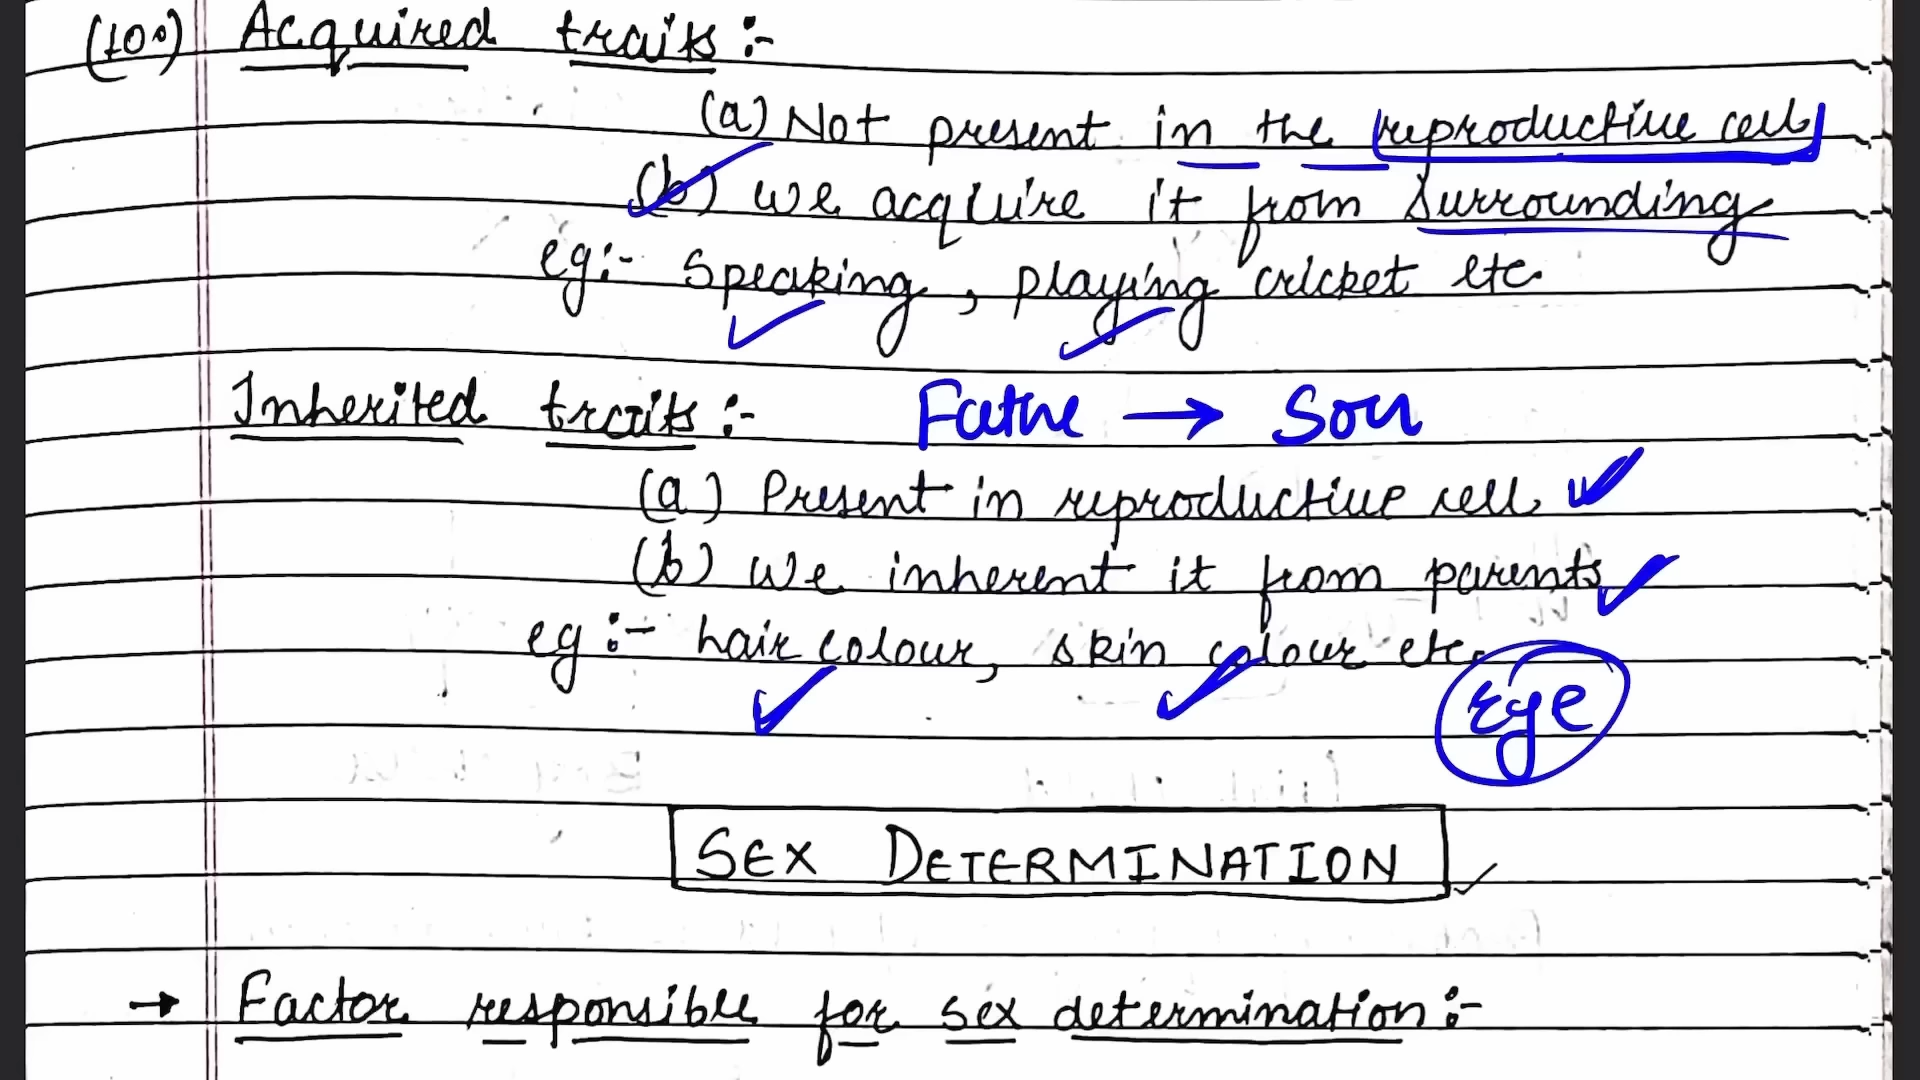 (10.) Acquired traits :-
(a) Not present in the reproductive cell
(b) we acquire it from surrounding
eg:- Speaking, playing cricket etc.
Inherited traits :- Fathe → Son
(a) Present in reproductive cell
(b) we inherent it from parents
eg :- hair colour, skin colour etc.
Eye
SEX DETERMINATION
→ Factor responsible for sex determination :-